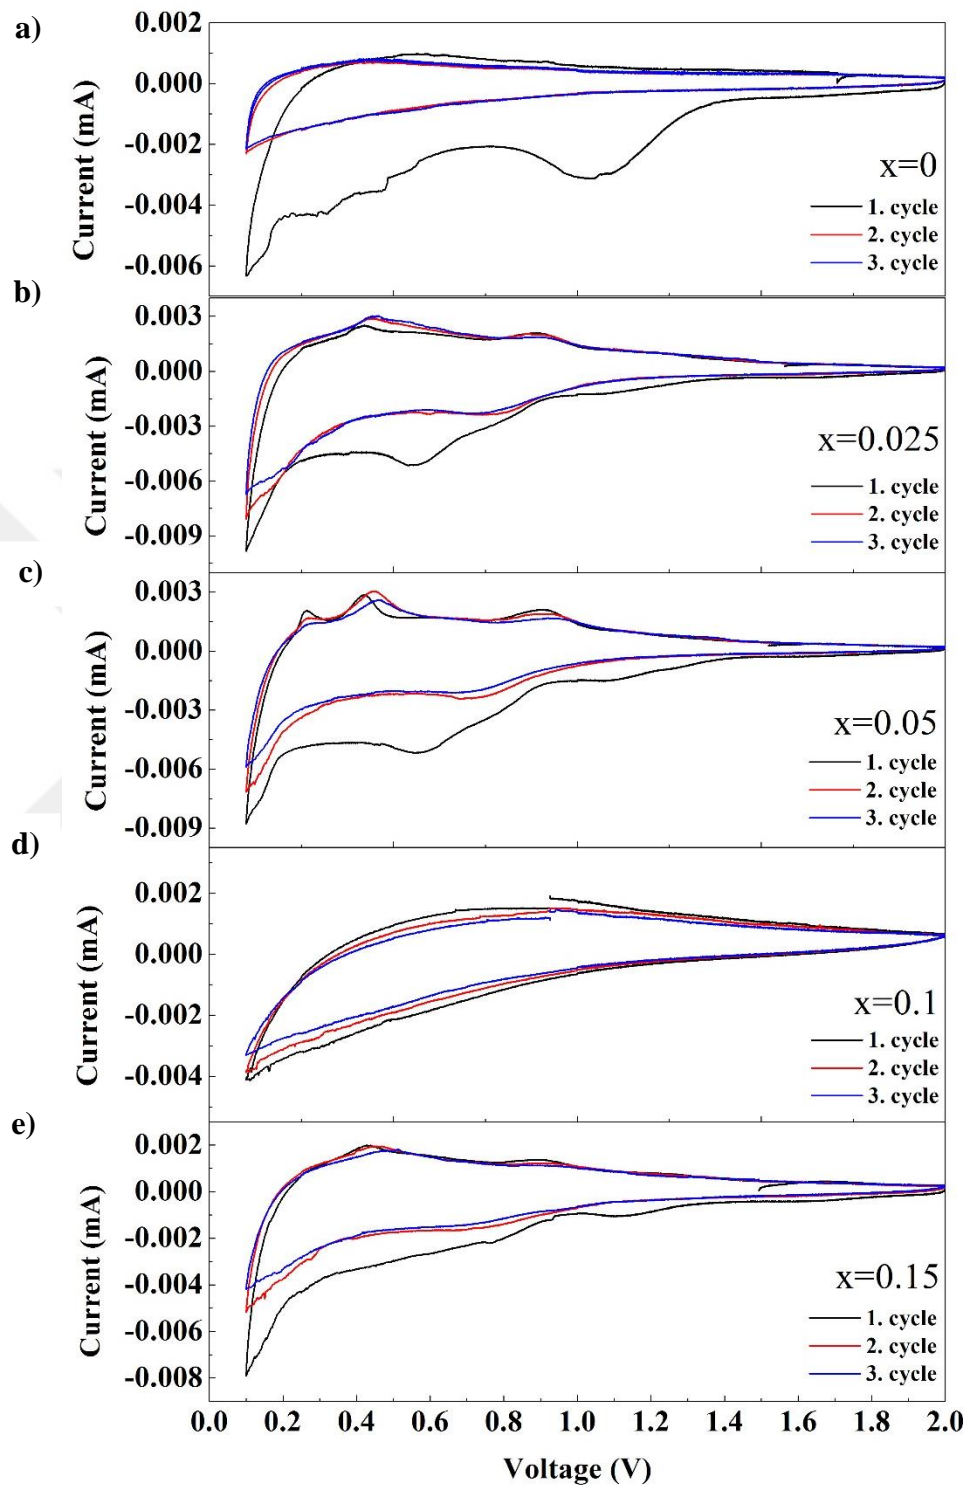 a)
0.002
0.000
-0.002
-0.004
-0.006
Current (mA)
x=0
1. cycle
2. cycle
3. cycle
b)
0.003
0.000
-0.003
-0.006
-0.009
Current (mA)
x=0.025
1. cycle
2. cycle
3. cycle
c)
0.003
0.000
-0.003
-0.006
-0.009
Current (mA)
x=0.05
1. cycle
2. cycle
3. cycle
d)
0.002
0.000
-0.002
-0.004
Current (mA)
x=0.1
1. cycle
2. cycle
3. cycle
e)
0.002
0.000
-0.002
-0.004
-0.006
-0.008
Current (mA)
x=0.15
1. cycle
2. cycle
3. cycle
0.0 0.2 0.4 0.6 0.8 1.0 1.2 1.4 1.6 1.8 2.0
Voltage (V)